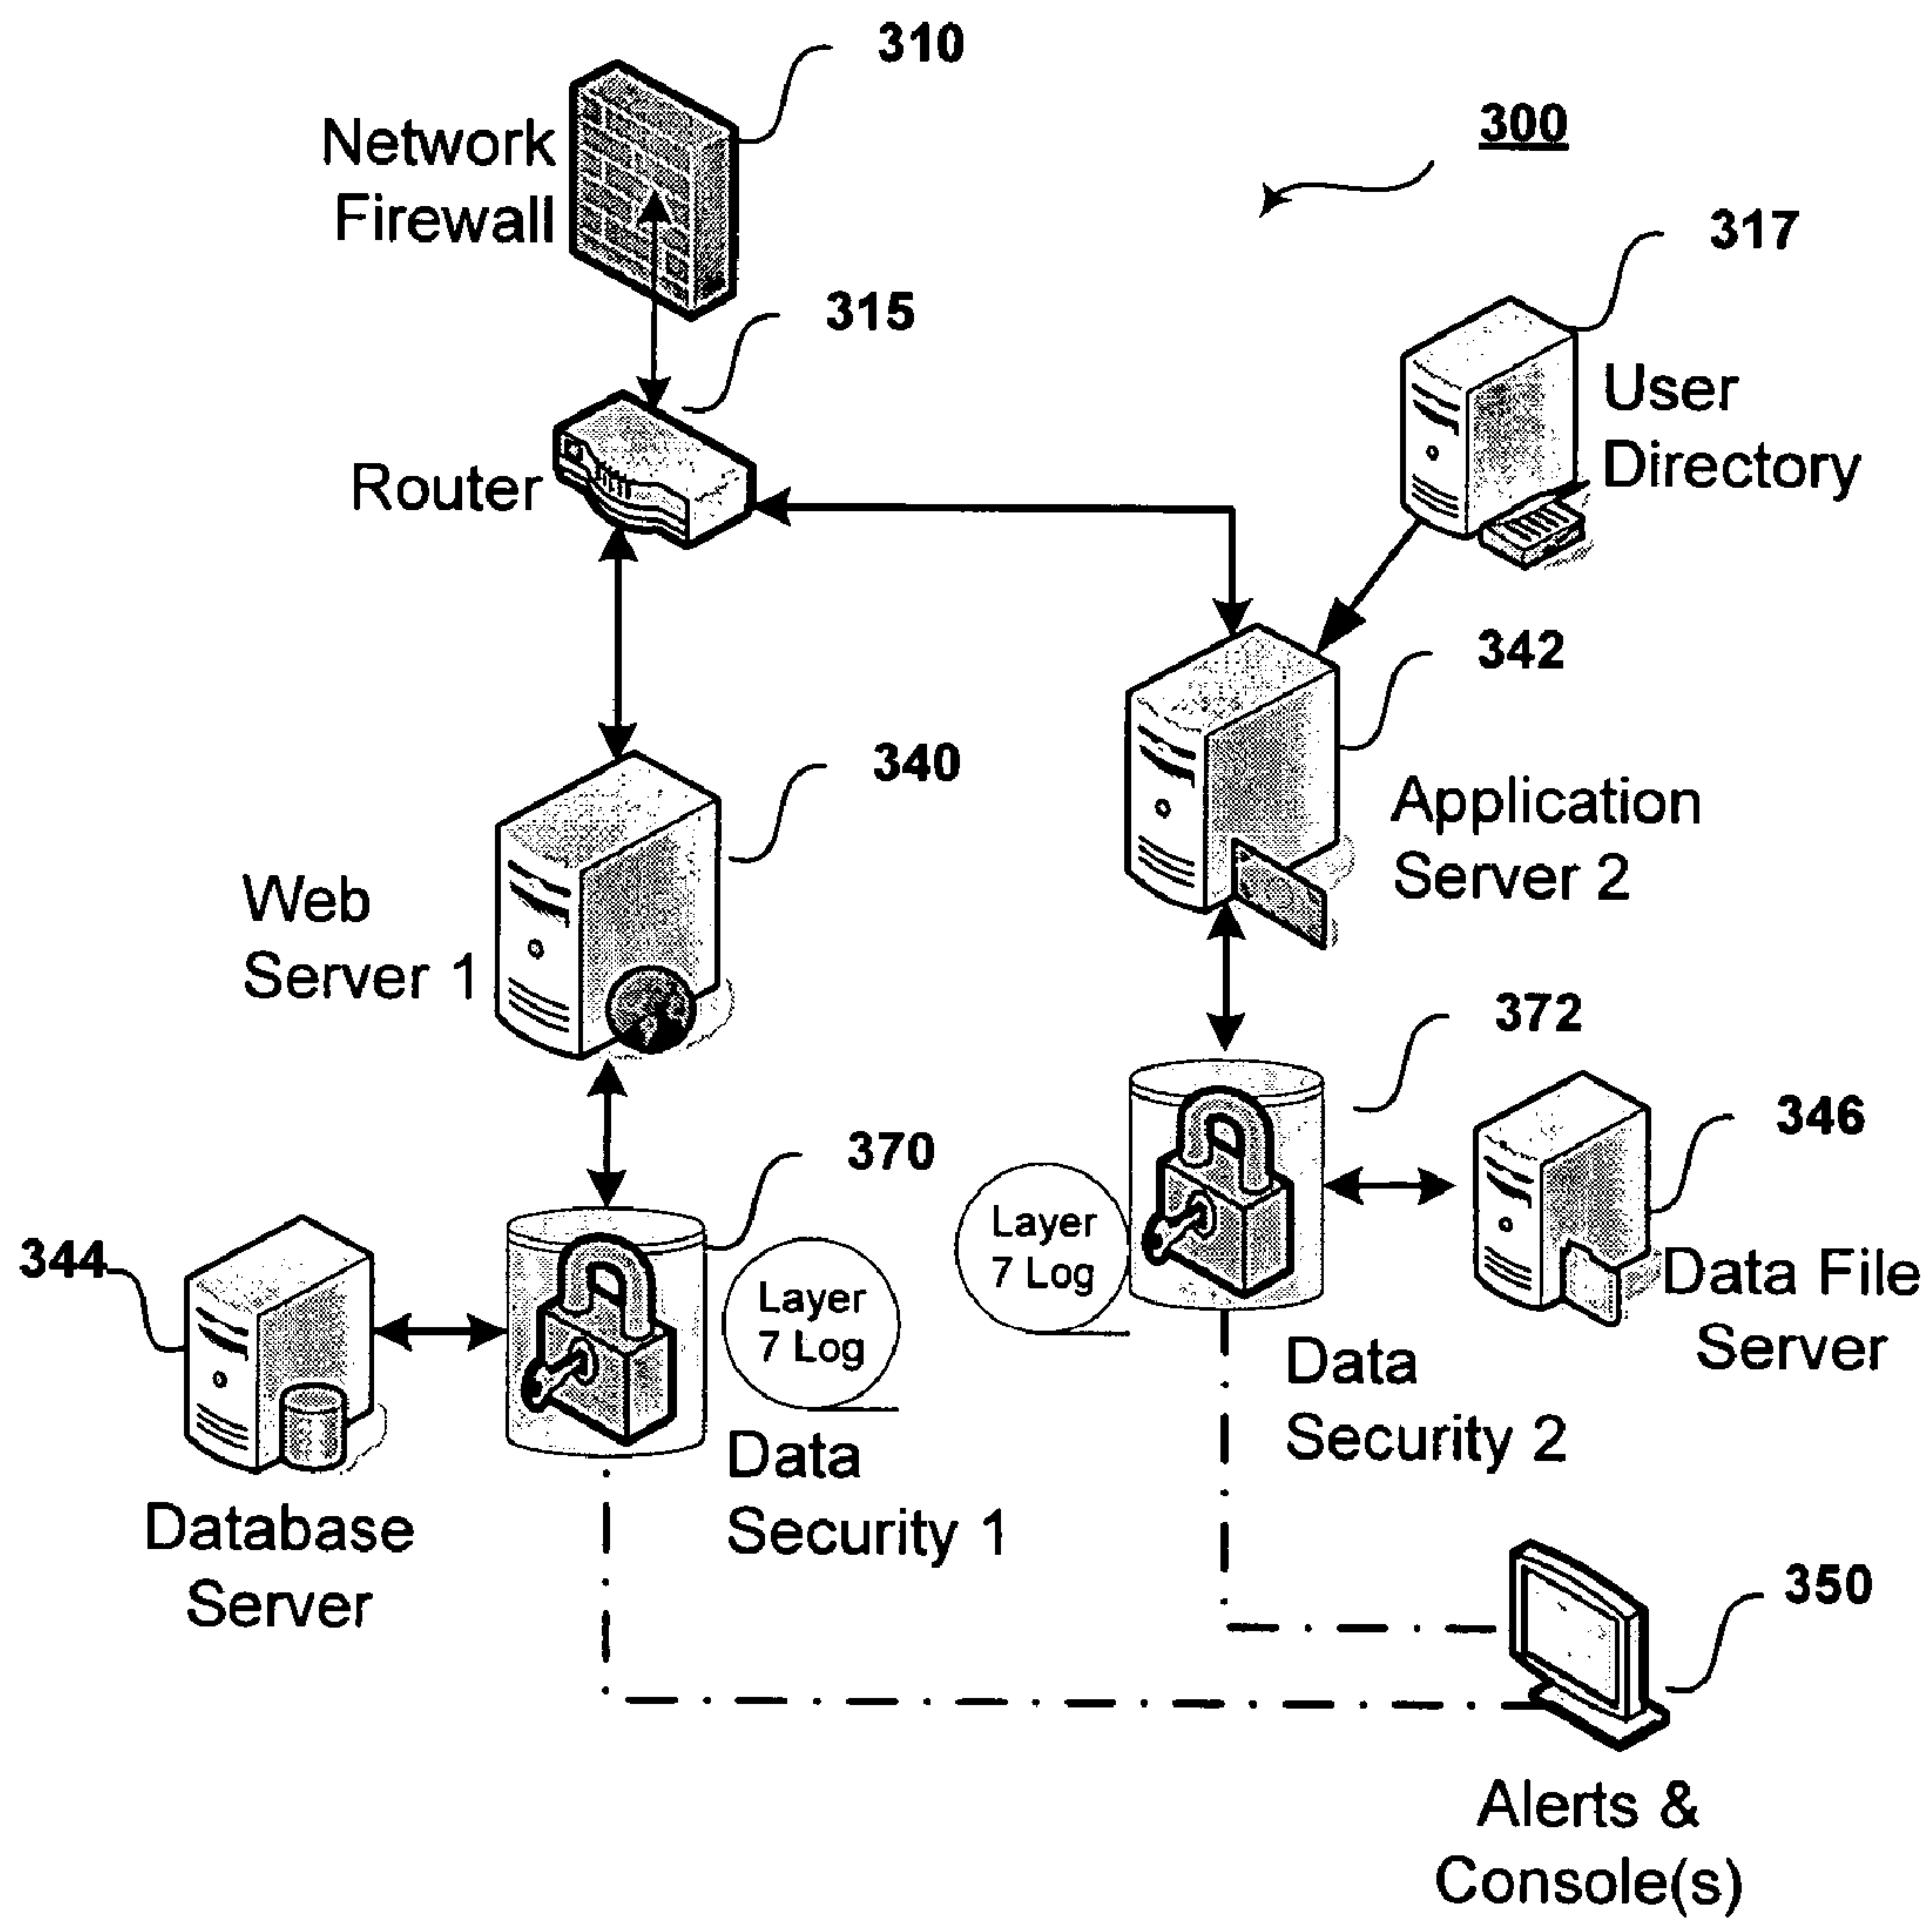 310
Network
Firewall
300
317
315
User
Directory
Router
342
340
Application
Server 2
Web
Server 1
372
346
370
Layer
7 Log
344
Data File
Server
Layer
7 Log
Data
Security 2
Data
Security 1
Database
Server
350
Alerts &
Console(s)